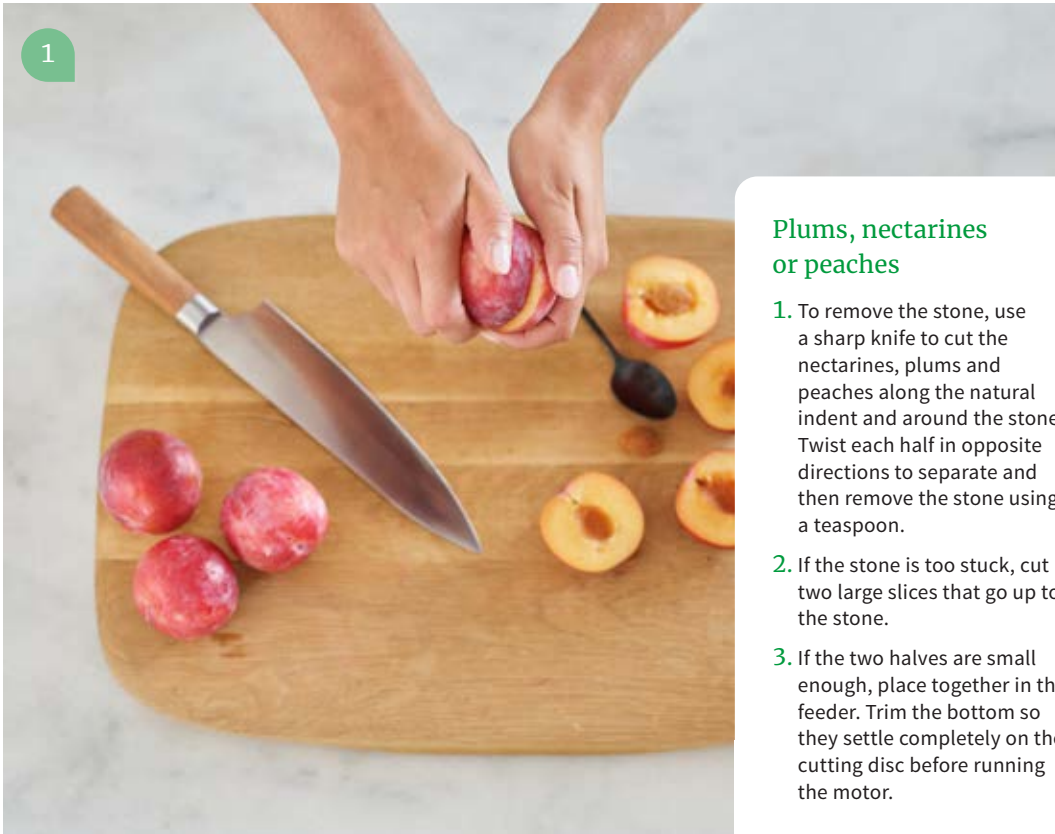 1
Plums, nectarines
or peaches
1. To remove the stone, use
a sharp knife to cut the
nectarines, plums and
peaches along the natural
indent and around the stone
Twist each half in opposite
directions to separate and
then remove the stone using
a teaspoon.
2. If the stone is too stuck, cut
two large slices that go up to
the stone.
3. If the two halves are small
enough, place together in th
feeder. Trim the bottom so
they settle completely on the
cutting disc before running
the motor.